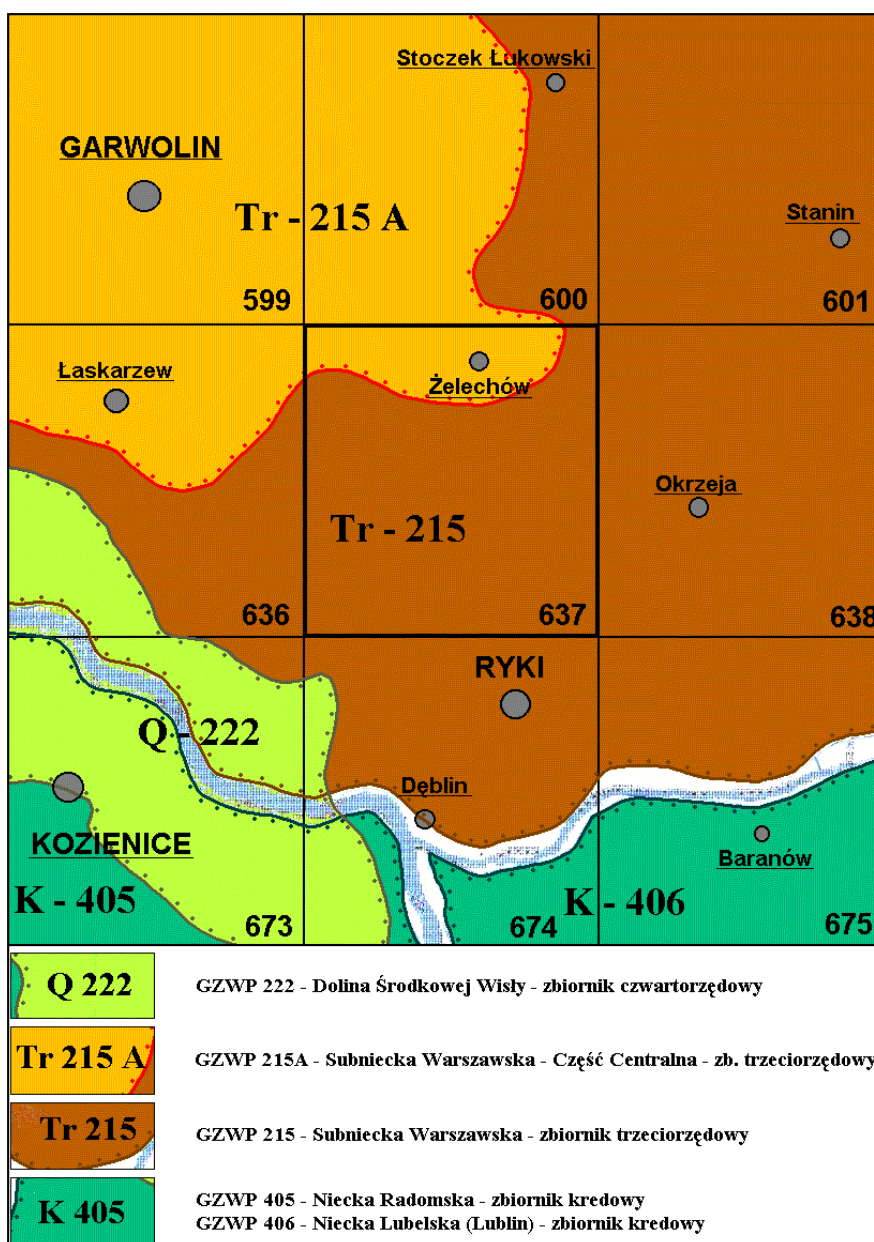 Stoczek Łukowski
GARWOLIN
Tr - 215 A
Stanin
599
600
601
Łaskarzew
Żelechów
Okrzeja
Tr - 215
636
637
638
RYKI
Q - 222
Dęblin
KOZIENICE
Baranów
K - 405
K - 406
673
674
675
Q 222
GZWP 222 - Dolina Środkowej Wisły - zbiornik czwartorzędowy
Tr 215 A
GZWP 215A - Subniecka Warszawska - Część Centralna - zb. trzeciorzędowy
Tr 215
GZWP 215 - Subniecka Warszawska - zbiornik trzeciorzędowy
K 405
GZWP 405 - Niecka Radomska - zbiornik kredowy
GZWP 406 - Niecka Lubelska (Lublin) - zbiornik kredowy